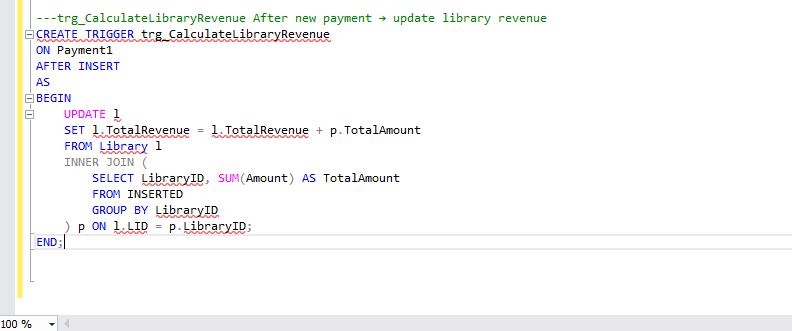 ---trg_CalculateLibraryRevenue After new payment → update library revenue
CREATE TRIGGER trg_CalculateLibraryRevenue
ON Payment1
AFTER INSERT
AS
BEGIN
UPDATE l
SET l.TotalRevenue = l.TotalRevenue + p.TotalAmount
FROM Library l
INNER JOIN (
SELECT LibraryID, SUM(Amount) AS TotalAmount
FROM INSERTED
GROUP BY LibraryID
) p ON l.LID = p.LibraryID;
END;
100 %